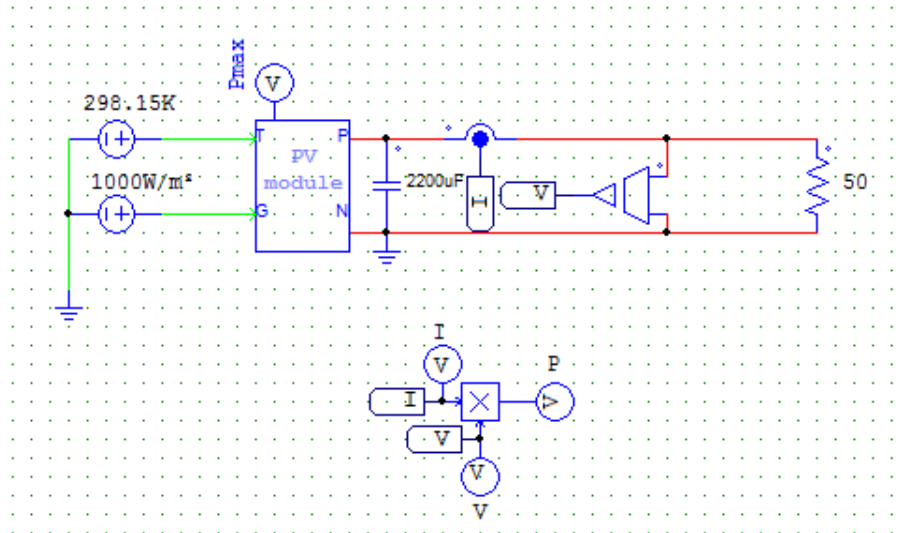 Pmax
V
298.15K
T
P
PV
module
1000W/m²
G
N
2200uF
I
V
50
I
V
P
I
V
V
V
V